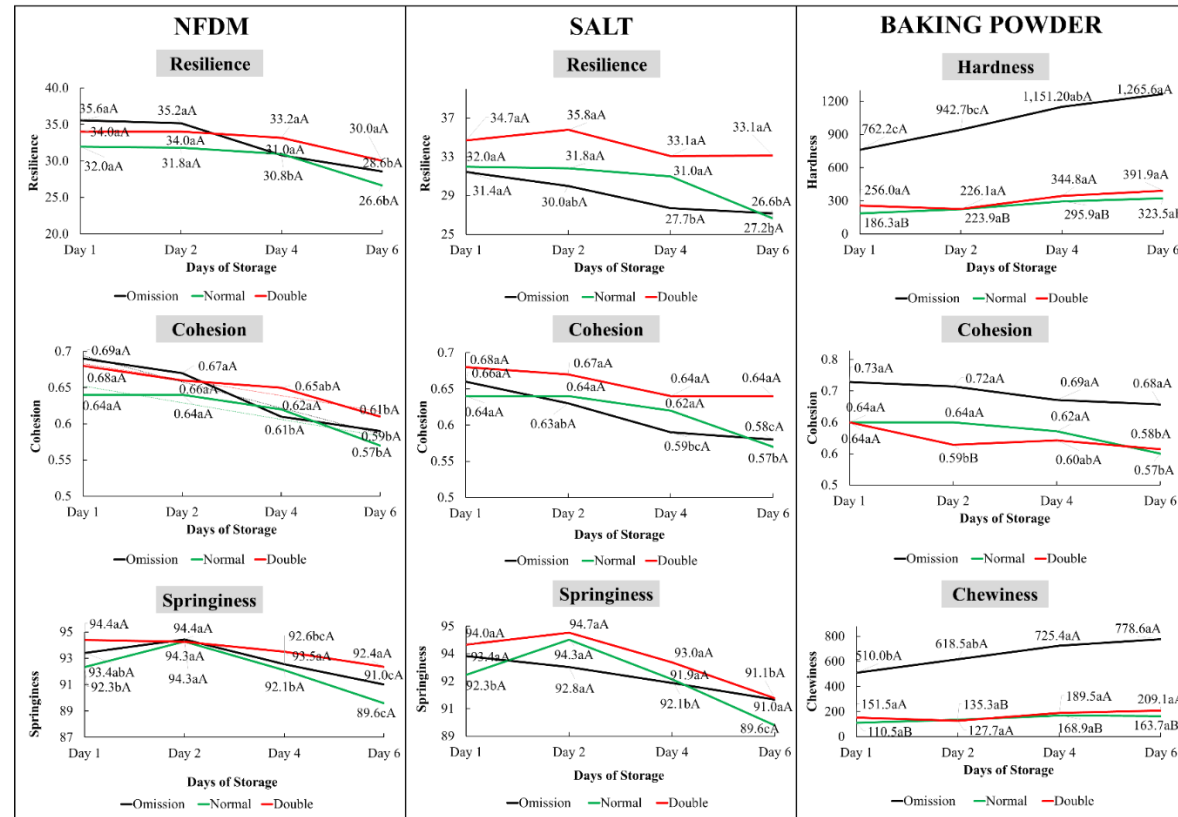 NFDM
Resilience
40.0
35.6aA 35.2aA 33.2aA 30.0aA
35.0
34.0aA 34.0aA 31.0aA 28.6bA
30.0
32.0aA 31.8aA 30.8bA
25.0
26.6bA
20.0
Resilience
Day 1 Day 2 Day 4 Day 6
Days of Storage
Omission Normal Double
Cohesion
0.7
0.69aA 0.67aA 0.65abA
0.65
0.68aA 0.66aA 0.62aA 0.61bA
0.64aA 0.64aA 0.61bA 0.59bA
0.6
0.57bA
0.55
0.5
Cohesion
Day 1 Day 2 Day 4 Day 6
Days of Storage
Omission Normal Double
Springiness
95
94.4aA 94.4aA 92.6bcA 92.4aA
93
93.4abA 94.3aA 93.5aA 91.0cA
91
92.3bA 94.3aA 92.1bA
89
89.6cA
87
Springiness
Day 1 Day 2 Day 4 Day 6
Days of Storage
Omission Normal Double
SALT
Resilience
37
34.7aA 35.8aA 33.1aA 33.1aA
33
32.0aA 31.8aA 31.0aA
29
31.4aA 30.0abA 27.7bA 26.6bA
25
27.2bA
Resilience
Day 1 Day 2 Day 4 Day 6
Days of Storage
Omission Normal Double
Cohesion
0.7
0.68aA 0.67aA 0.64aA 0.64aA
0.65
0.66aA 0.64aA 0.62aA
0.6
0.64aA 0.63abA 0.59bcA 0.58cA
0.55
0.57bA
0.5
Cohesion
Day 1 Day 2 Day 4 Day 6
Days of Storage
Omission Normal Double
Springiness
95
94.0aA 94.7aA 93.0aA 91.1bA
93.4aA 94.3aA 91.9aA
92
92.3bA 92.8aA 92.1bA 91.0aA
89
89.6cA
Springiness
Day 1 Day 2 Day 4 Day 6
Days of Storage
Omission Normal Double
BAKING POWDER
Hardness
1200
762.2cA 942.7bcA 1,151.20abA 1,265.6aA
900
600
256.0aA 226.1aA 344.8aA 391.9aA
300
186.3aB 223.9aB 295.9aB 323.5aB
0
Hardness
Day 1 Day 2 Day 4 Day 6
Days of Storage
Omission Normal Double
Cohesion
0.8
0.73aA 0.72aA 0.69aA 0.68aA
0.7
0.64aA 0.64aA 0.62aA
0.6
0.64aA 0.59bB 0.60abA 0.58bA
0.6
0.57bA
0.5
Cohesion
Day 1 Day 2 Day 4 Day 6
Days of Storage
Omission Normal Double
Chewiness
800
510.0bA 618.5abA 725.4aA 778.6aA
600
400
151.5aA 135.3aB 189.5aA 209.1aA
200
110.5aB 127.7aA 168.9aB 163.7aB
0
Chewiness
Day 1 Day 2 Day 4 Day 6
Days of Storage
Omission Normal Double